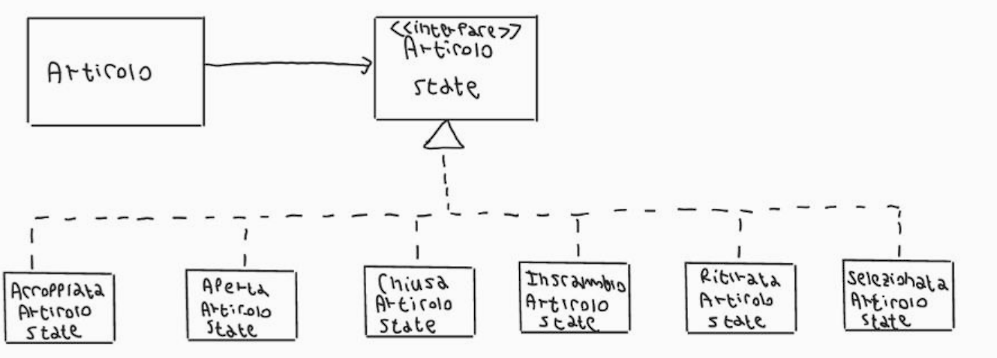 Articolo
<<interface>>
Articolo
state
Accoppiata
Articolo
state
Aperta
Articolo
state
Chiusa
Articolo
state
Inscambio
Articolo
state
Ritirata
Articolo
state
Selezionata
Articolo
state